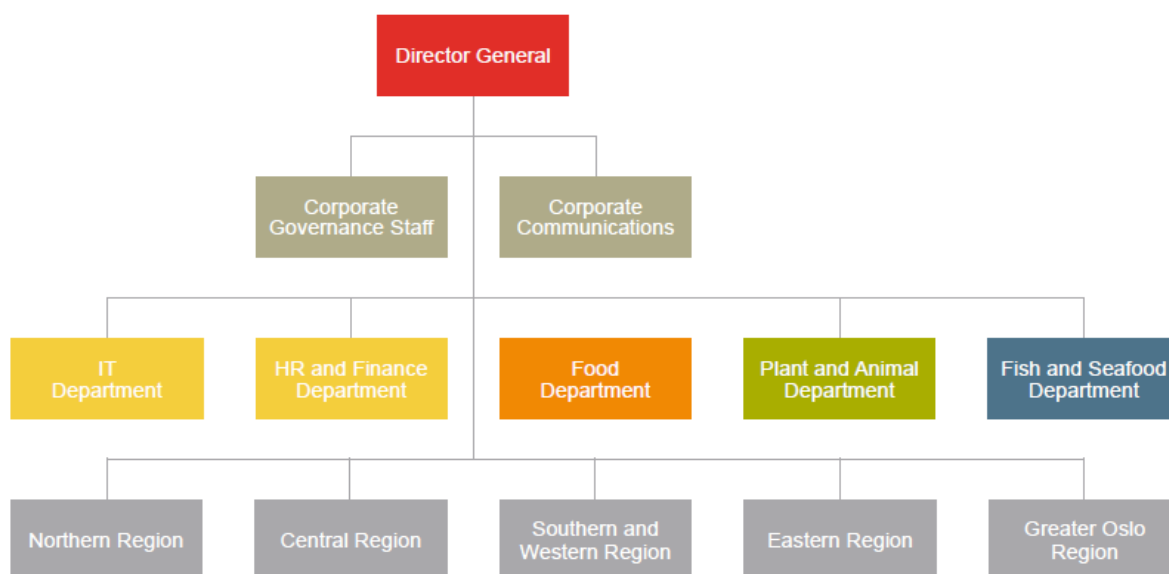 Director General
Corporate
Governance Staff
Corporate
Communications
IT
Department
HR and Finance
Department
Food
Department
Plant and Animal
Department
Fish and Seafood
Department
Northern Region
Central Region
Southern and
Western Region
Eastern Region
Greater Oslo
Region